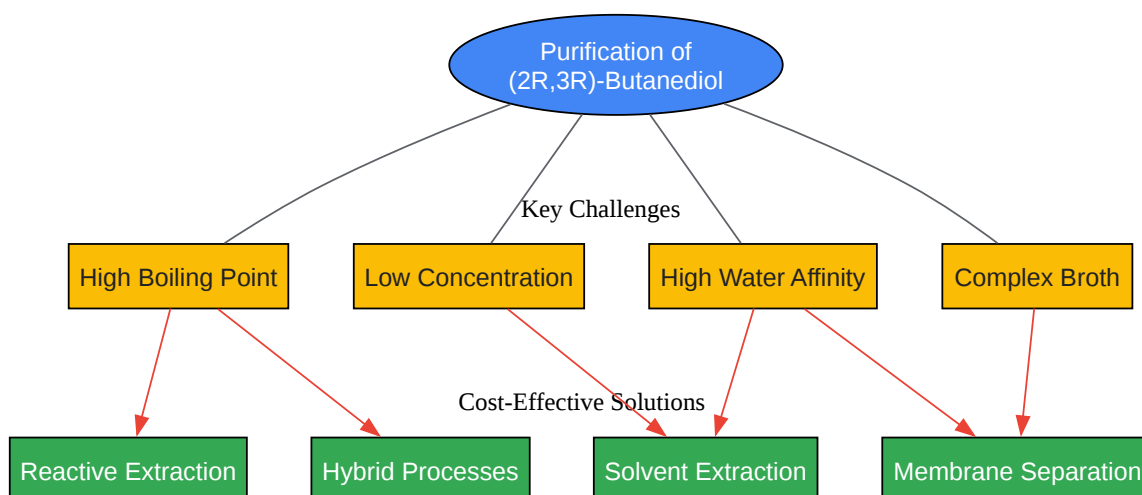 Purification of
(2R,3R)-Butanediol
Key Challenges
High Boiling Point
Low Concentration
High Water Affinity
Complex Broth
Cost-Effective Solutions
Reactive Extraction
Hybrid Processes
Solvent Extraction
Membrane Separation